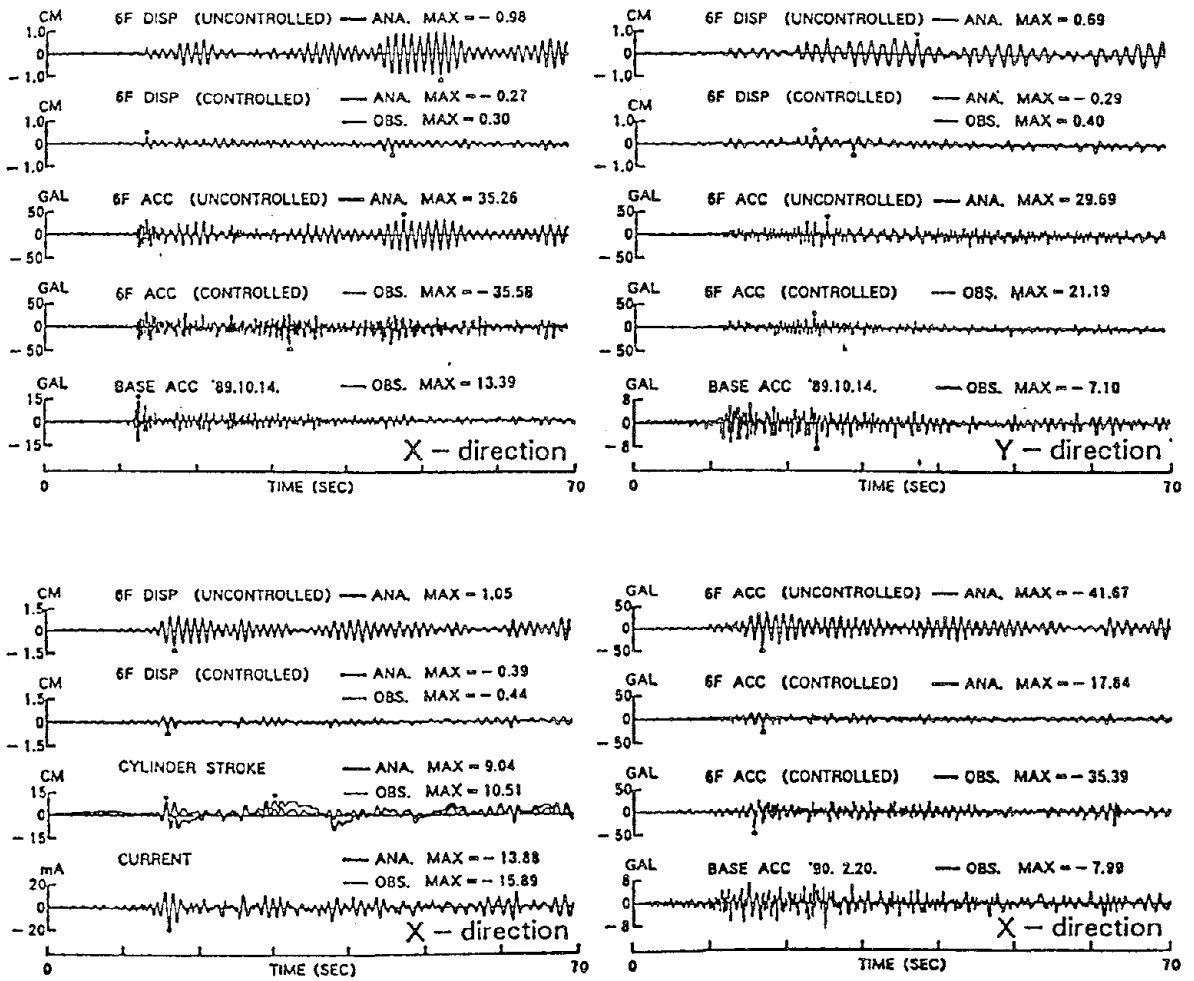 CM 6F DISP (UNCONTROLLED) — ANA. MAX = - 0.98
1.0
0
- 1.0
CM 6F DISP (CONTROLLED) — ANA. MAX = - 0.27
— OBS. MAX = 0.30
1.0
0
- 1.0
GAL 6F ACC (UNCONTROLLED) — ANA. MAX = 35.26
50
0
- 50
GAL 6F ACC (CONTROLLED) — OBS. MAX = - 35.58
50
0
- 50
GAL BASE ACC '89.10.14. — OBS. MAX = 13.39
15
0
- 15
X - direction
0 TIME (SEC) 70
CM 6F DISP (UNCONTROLLED) — ANA. MAX = 0.69
1.0
0
- 1.0
CM 6F DISP (CONTROLLED) — ANA. MAX = - 0.29
— OBS. MAX = 0.40
1.0
0
- 1.0
GAL 6F ACC (UNCONTROLLED) — ANA. MAX = 29.69
50
0
- 50
GAL 6F ACC (CONTROLLED) — OBS. MAX = 21.19
50
0
- 50
GAL BASE ACC '89.10.14. — OBS. MAX = - 7.10
8
0
- 8
Y - direction
0 TIME (SEC) 70
CM 6F DISP (UNCONTROLLED) — ANA. MAX = 1.05
1.5
0
- 1.5
CM 6F DISP (CONTROLLED) — ANA. MAX = - 0.39
— OBS. MAX = - 0.44
1.5
0
- 1.5
CM CYLINDER STROKE — ANA. MAX = 9.04
— OBS. MAX = 10.51
15
0
- 15
mA CURRENT — ANA. MAX = - 13.88
— OBS. MAX = - 15.89
20
0
- 20
X - direction
0 TIME (SEC) 70
GAL 6F ACC (UNCONTROLLED) — ANA. MAX = - 41.67
50
0
- 50
GAL 6F ACC (CONTROLLED) — ANA. MAX = - 17.84
50
0
- 50
GAL 6F ACC (CONTROLLED) — OBS. MAX = - 35.39
50
0
- 50
GAL BASE ACC '90. 2.20. — OBS. MAX = - 7.99
8
0
- 8
X - direction
0 TIME (SEC) 70